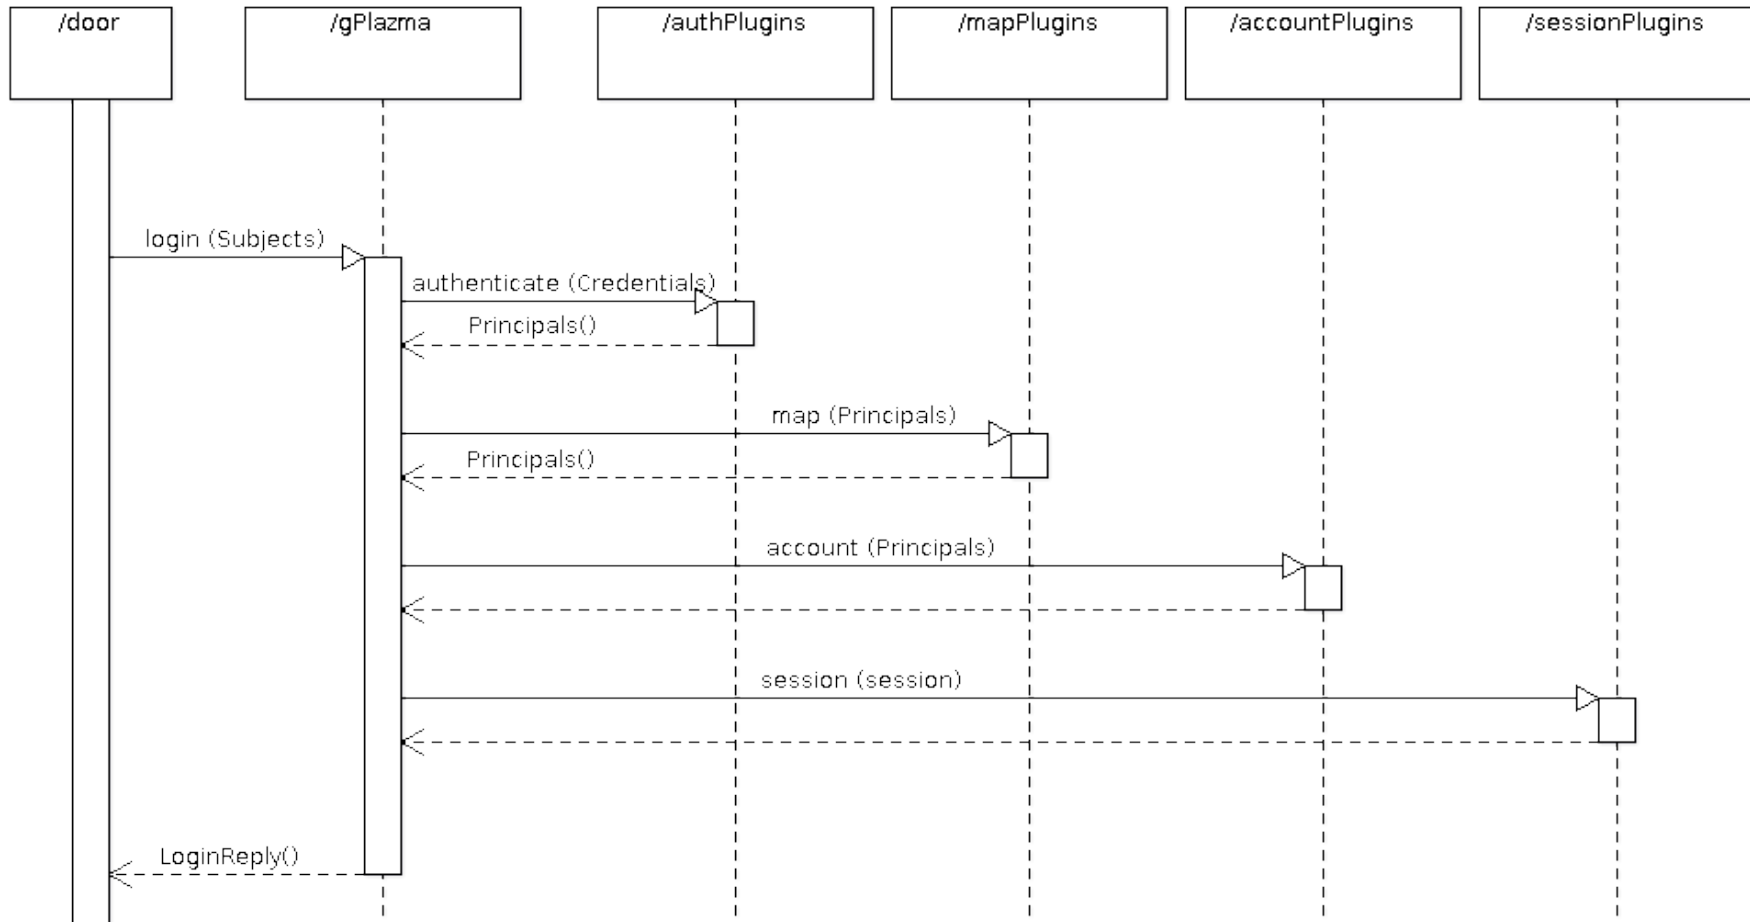 /door
/gPlazma
/authPlugins
/mapPlugins
/accountPlugins
/sessionPlugins
login (Subjects)
authenticate (Credentials)
Principals()
map (Principals)
Principals()
account (Principals)
session (session)
LoginReply()